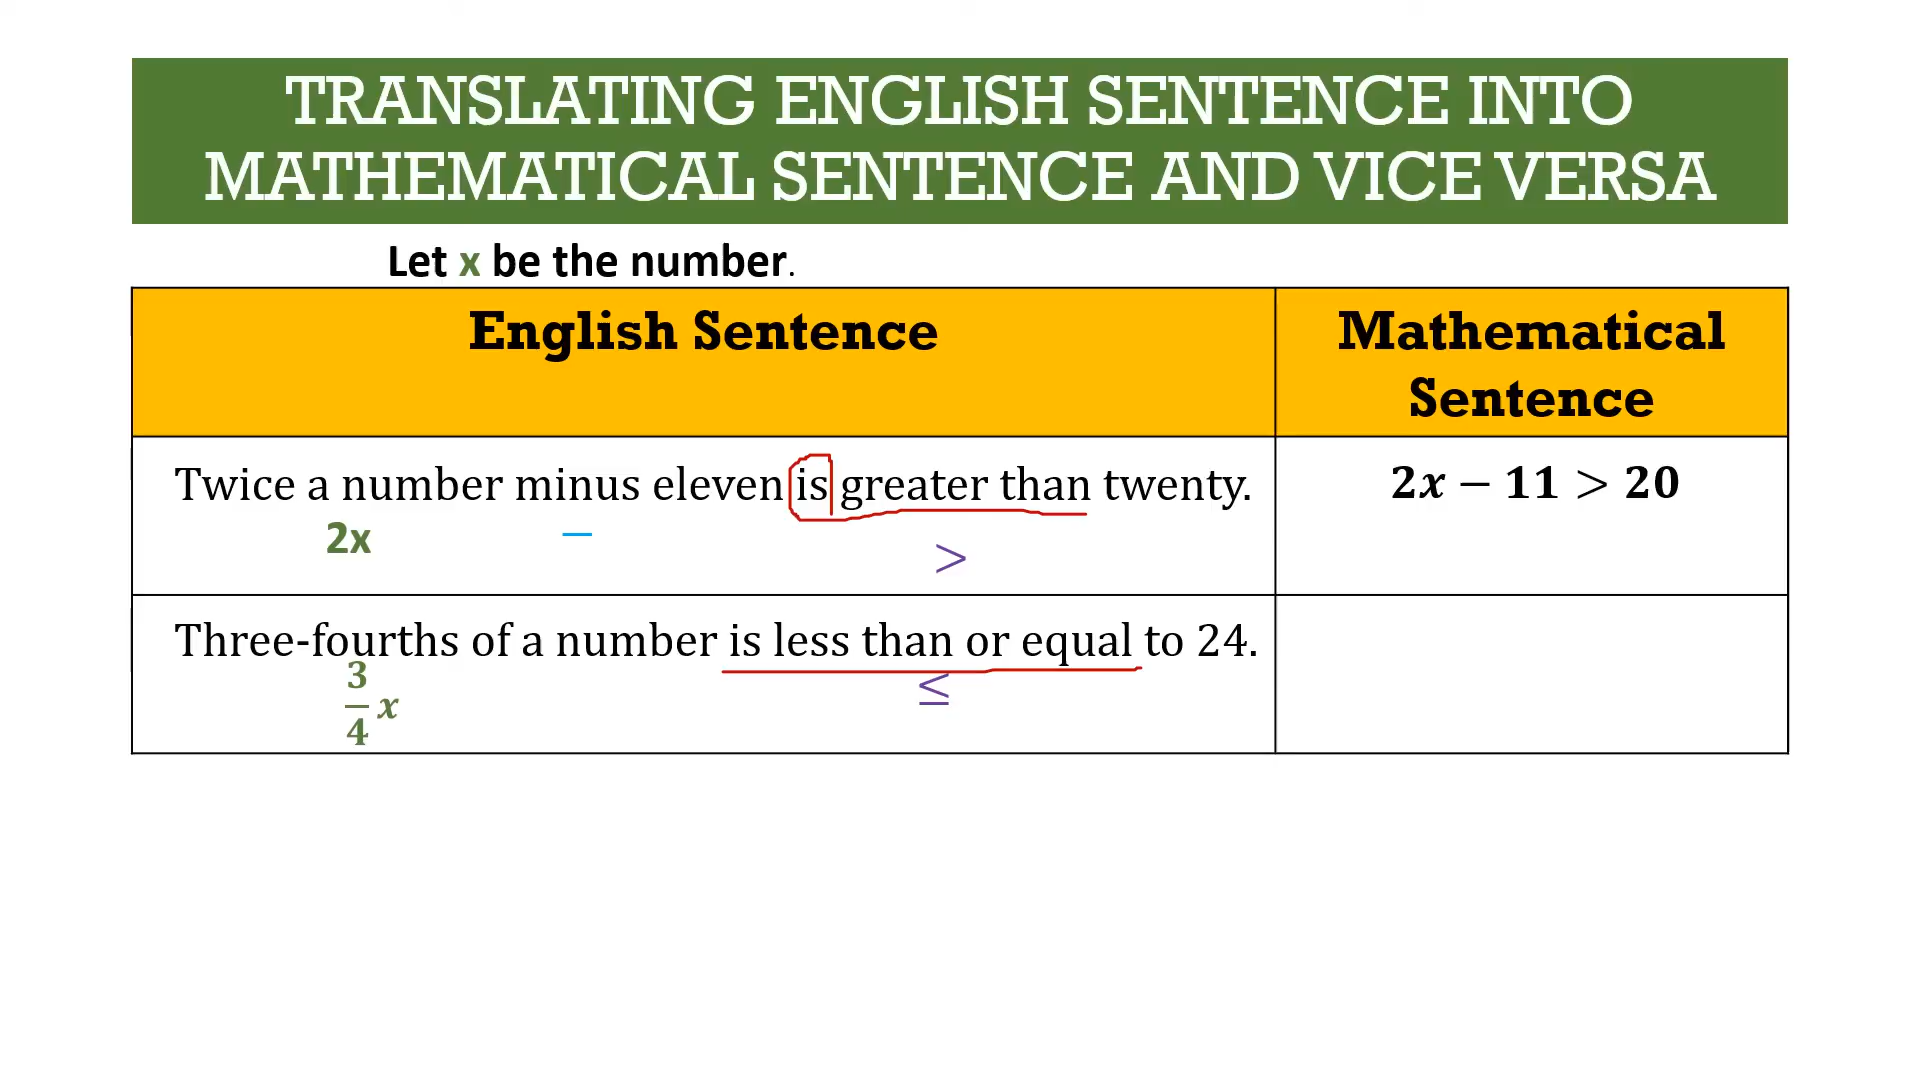 TRANSLATING ENGLISH SENTENCE INTO
MATHEMATICAL SENTENCE AND VICE VERSA
Let x be the number.
English Sentence
Mathematical
Sentence
Twice a number minus eleven is greater than twenty.
2x − 11 > 20
2x
−
>
Three-fourths of a number is less than or equal to 24.
3
4
x
≤